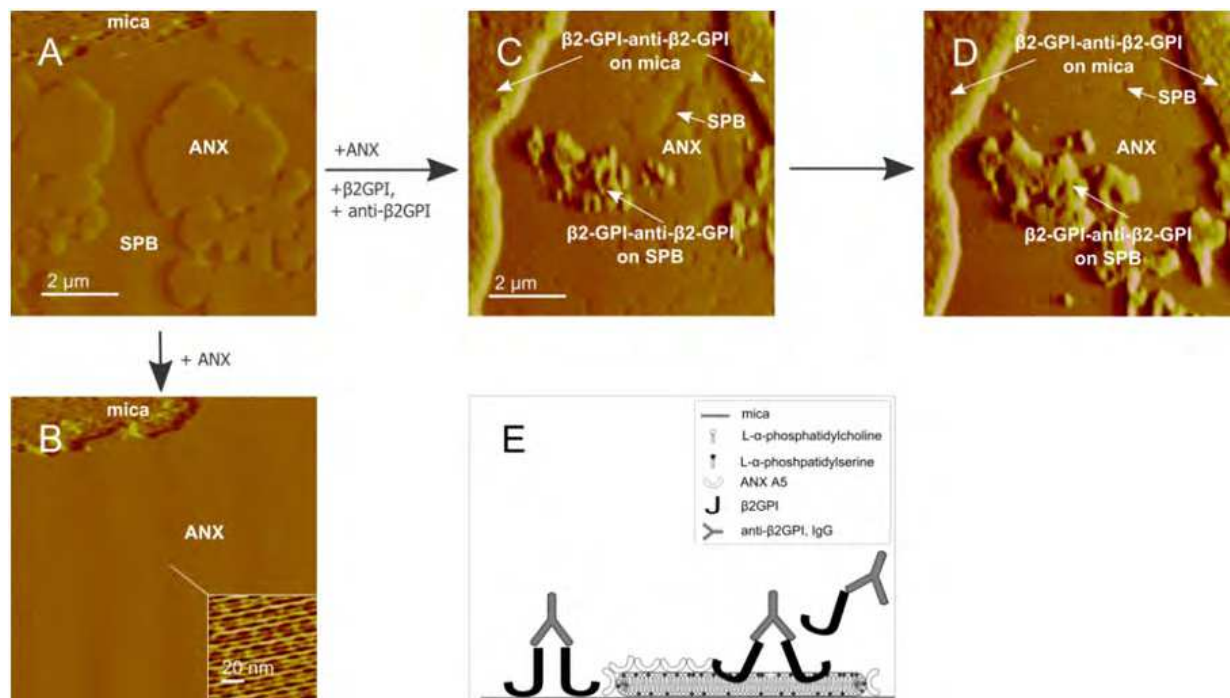 mica
A
ANX
SPB
2 μm
+ANX
+β2GPI,
+ anti-β2GPI
C
β2-GPI-anti-β2-GPI
on mica
SPB
ANX
β2-GPI-anti-β2-GPI
on SPB
2 μm
D
β2-GPI-anti-β2-GPI
on mica
SPB
ANX
β2-GPI-anti-β2-GPI
on SPB
+ ANX
mica
B
ANX
20 nm
E
mica
L-α-phosphatidylcholine
L-α-phoshpatidylserine
ANX A5
β2GPI
anti-β2GPI, IgG